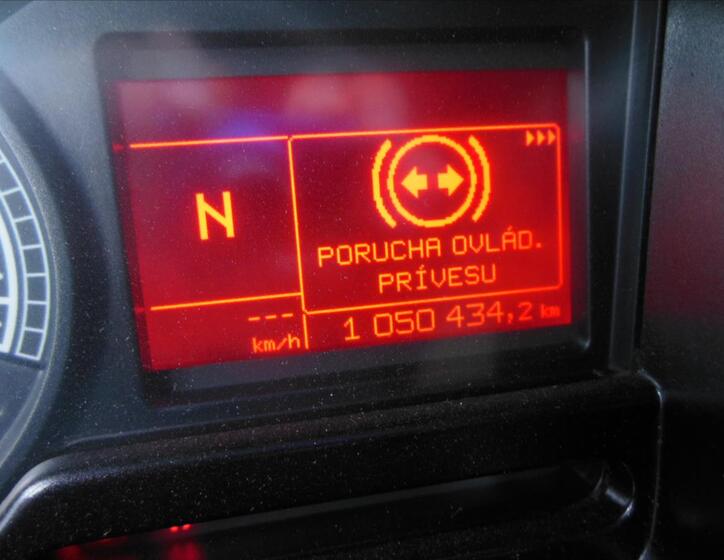 N
PORUCHA OVLÁD.
PRÍVESU
---
km/h
1 050 434,2 km